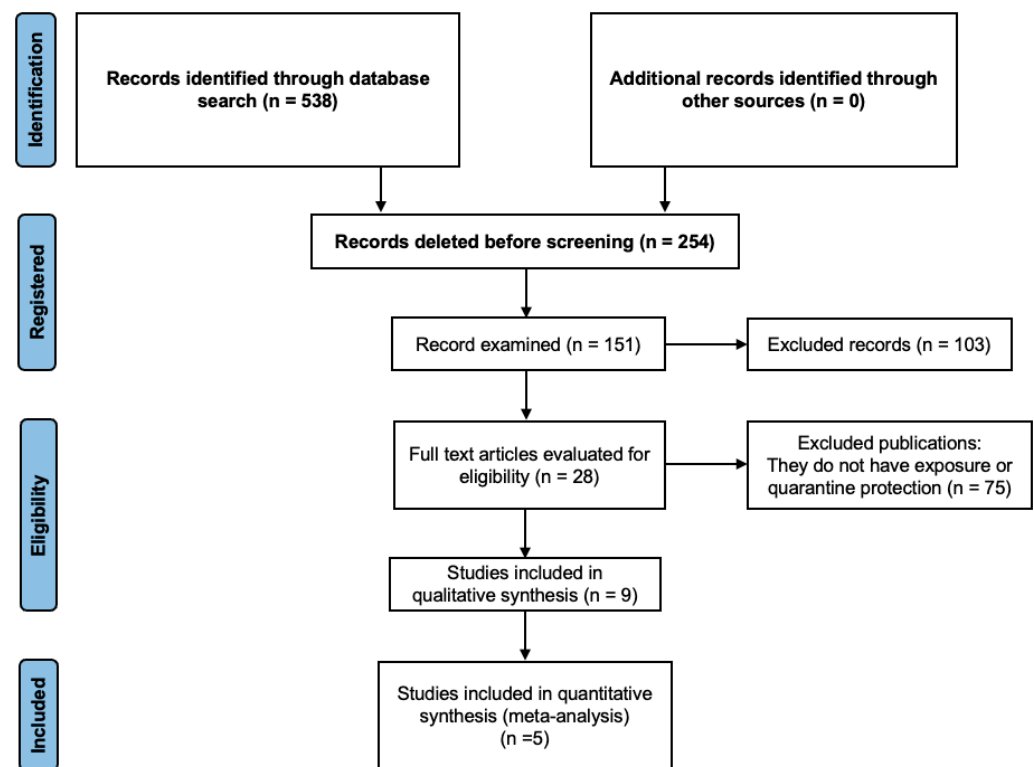 Identification
Records identified through database
search (n = 538)
Additional records identified through
other sources (n = 0)
Registered
Records deleted before screening (n = 254)
Record examined (n = 151)
Excluded records (n = 103)
Eligibility
Full text articles evaluated for
eligibility (n = 28)
Excluded publications:
They do not have exposure or
quarantine protection (n = 75)
Studies included in
qualitative synthesis (n = 9)
Included
Studies included in quantitative
synthesis (meta-analysis)
(n =5)